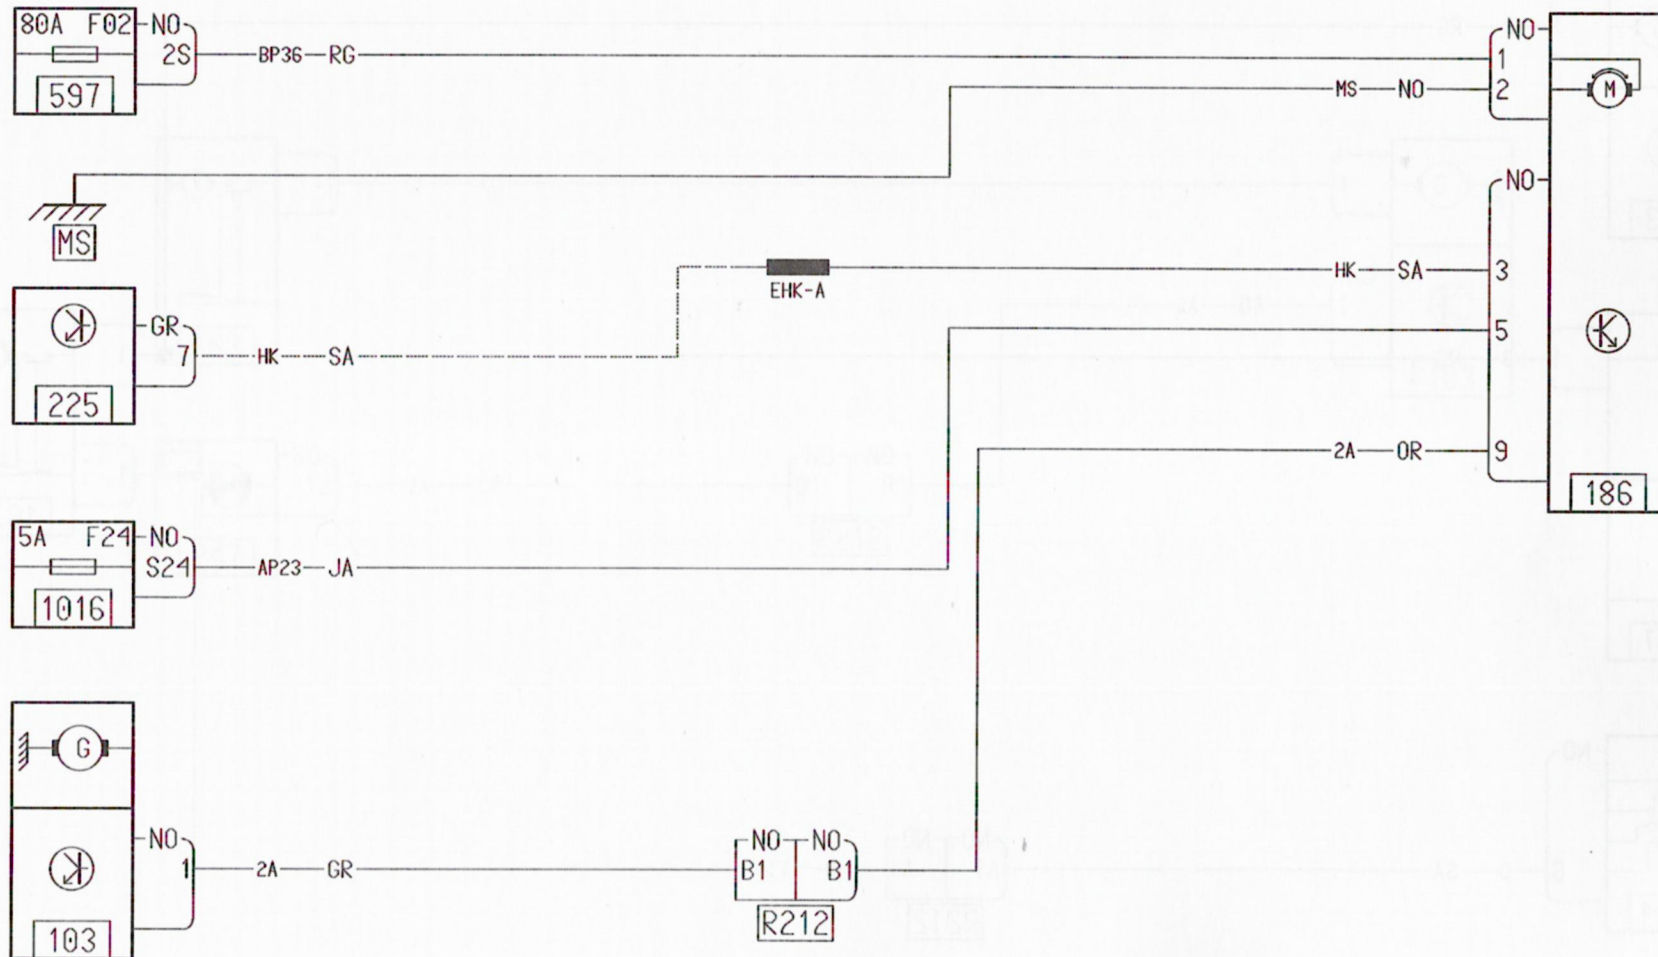 80A F02 NO
2S BP36 RG
597
NO
1
MS NO 2
M
MS
NO
EHK-A
HK SA 3
GR
7 HK SA
225
5
2A OR 9
186
5A F24 NO
S24 AP23 JA
1016
G
NO
1 2A GR
103
NO NO
B1 B1
R212